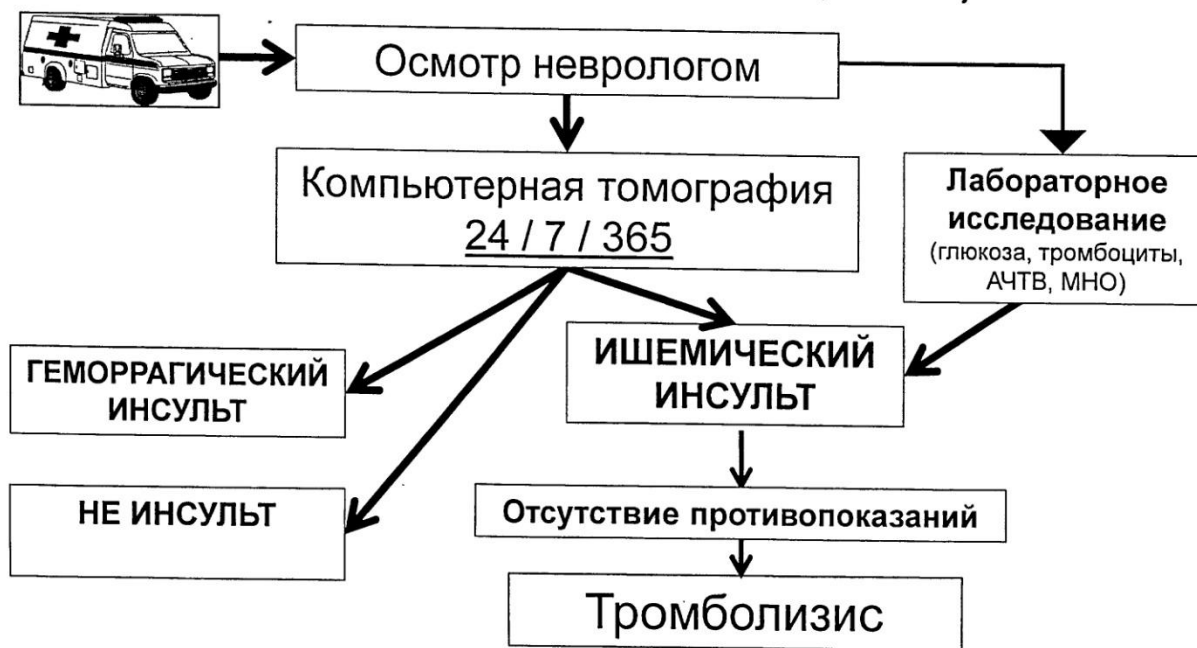 Осмотр неврологом
Компьютерная томография
24 / 7 / 365
Лабораторное
исследование
(глюкоза, тромбоциты,
АЧТВ, МНО)
ГЕМОРРАГИЧЕСКИЙ
ИНСУЛЬТ
ИШЕМИЧЕСКИЙ
ИНСУЛЬТ
НЕ ИНСУЛЬТ
Отсутствие противопоказаний
Тромболизис